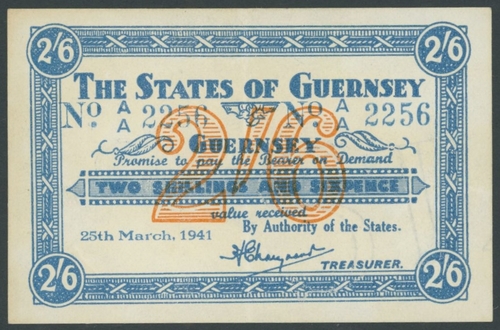 2/6 2/6
THE STATES OF GUERNSEY
No. A/A 2256 No. A/A 2256
2/6
GUERNSEY
Promise to pay the Bearer on Demand
TWO SHILLINGS AND SIXPENCE
value received
By Authority of the States.
25th March, 1941
TREASURER.
2/6 2/6